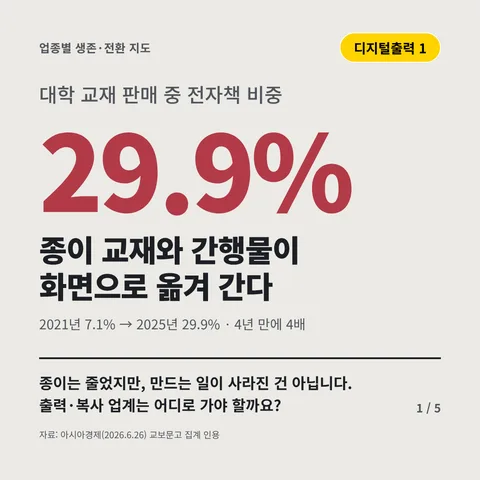 업종별 생존·전환 지도
디지털출력 1
대학 교재 판매 중 전자책 비중
29.9%
종이 교재와 간행물이
화면으로 옮겨 간다
2021년 7.1% → 2025년 29.9% · 4년 만에 4배
종이는 줄었지만, 만드는 일이 사라진 건 아닙니다.
출력·복사 업계는 어디로 가야 할까요?
1 / 5
자료: 아시아경제(2026.6.26) 교보문고 집계 인용